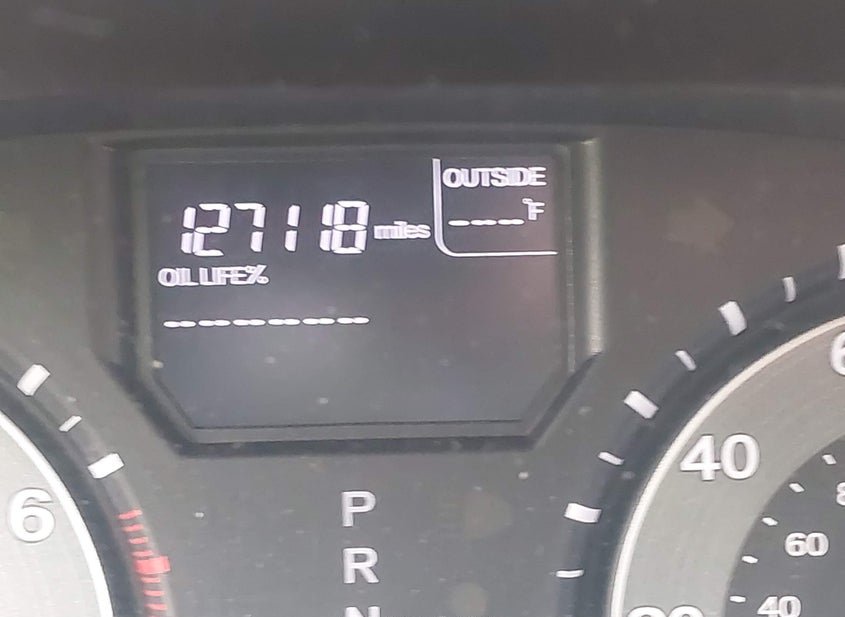 OUTSIDE
127118 miles
---°F
OIL LIFE%
----------
6
40
60
40
P
R